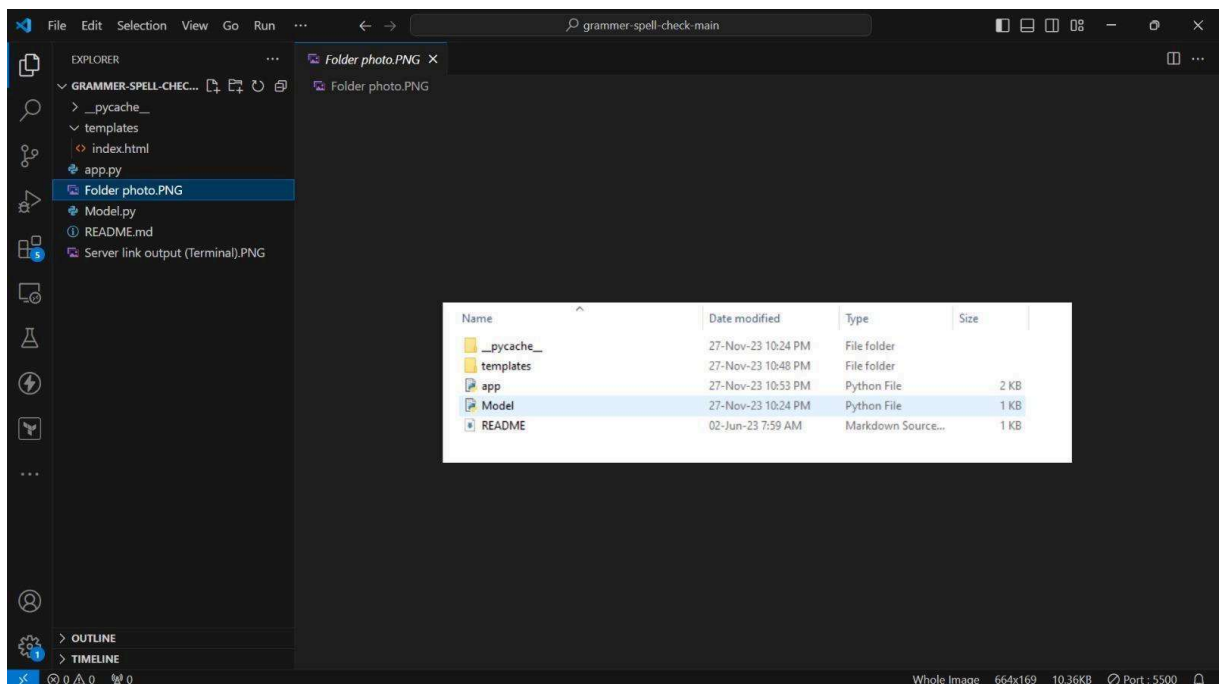 File Edit Selection View Go Run ··· grammer-spell-check-main
EXPLORER ···
Folder photo.PNG
GRAMMER-SPELL-CHEC...
Folder photo.PNG
__pycache__
templates
index.html
app.py
Folder photo.PNG
Model.py
README.md
Server link output (Terminal).PNG
Name Date modified Type Size
__pycache__ 27-Nov-23 10:24 PM File folder
templates 27-Nov-23 10:48 PM File folder
app 27-Nov-23 10:53 PM Python File 2 KB
Model 27-Nov-23 10:24 PM Python File 1 KB
README 02-Jun-23 7:59 AM Markdown Source... 1 KB
5
1
OUTLINE
TIMELINE
0 0 0 Whole Image 664x169 10.36KB Port : 5500